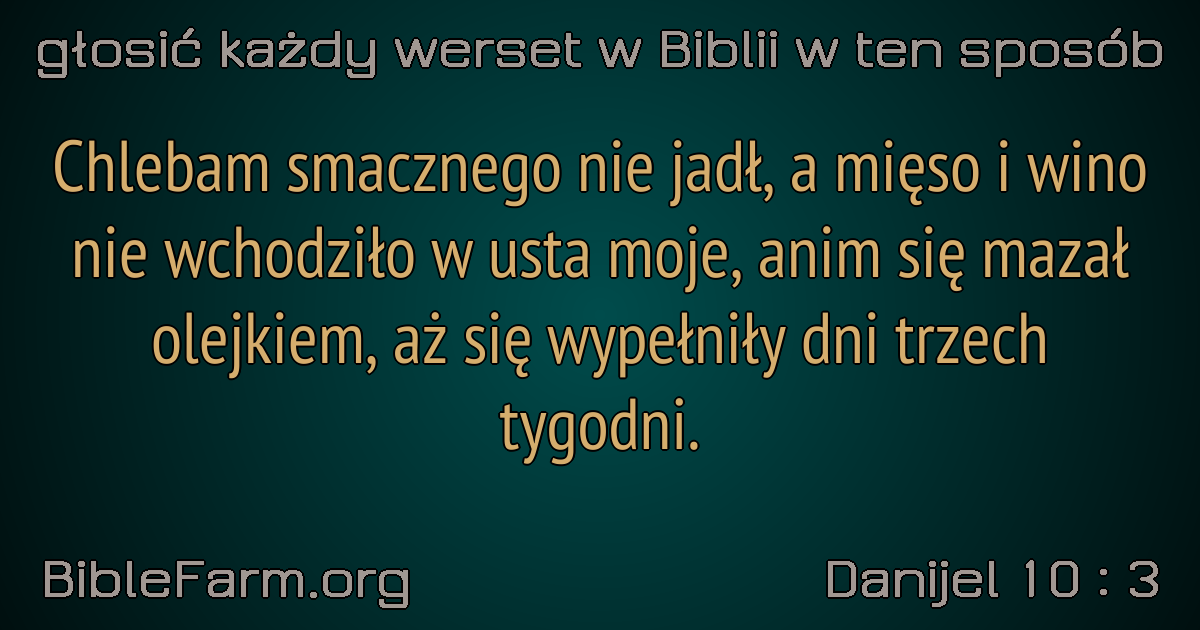 głosić każdy werset w Biblii w ten sposób
Chlebam smacznego nie jadł, a mięso i wino
nie wchodziło w usta moje, anim się mazał
olejkiem, aż się wypełniły dni trzech
tygodni.
BibleFarm.org
Danijel 10 : 3